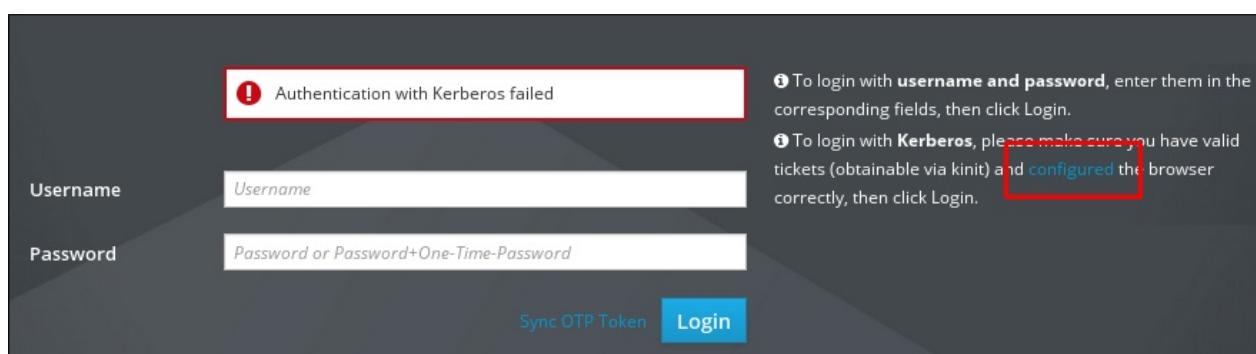 Authentication with Kerberos failed
To login with username and password, enter them in the
corresponding fields, then click Login.
To login with Kerberos, please make sure you have valid
tickets (obtainable via kinit) and configured the browser
correctly, then click Login.
Username
Username
Password
Password or Password+One-Time-Password
Sync OTP Token
Login